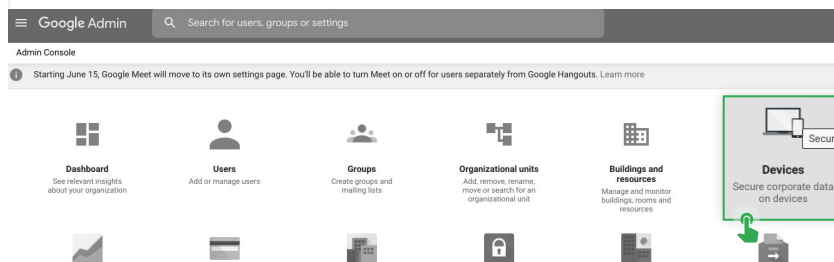 Google Admin
Search for users, groups or settings
Admin Console
Starting June 15, Google Meet will move to its own settings page. You'll be able to turn Meet on or off for users separately from Google Hangouts. Learn more
Secur
Dashboard
See relevant insights
about your organization
Users
Add or manage users
Groups
Create groups and
mailing lists
Organizational units
Add, remove, rename,
move or search for an
organizational unit
Buildings and
resources
Manage and monitor
buildings, rooms and
resources
Devices
Secure corporate data
on devices